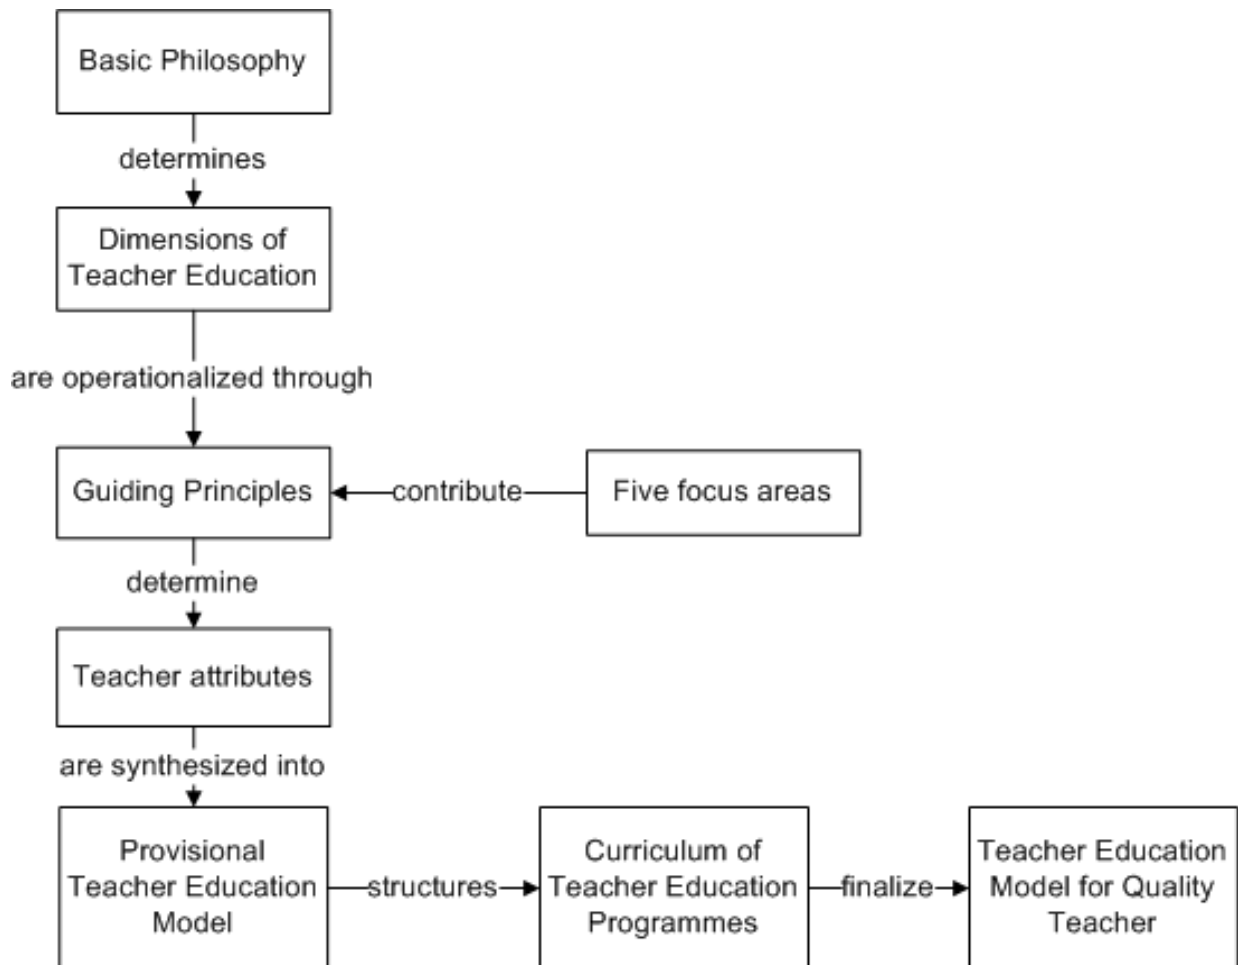 Basic Philosophy
determines
Dimensions of
Teacher Education
are operationalized through
Guiding Principles
contribute
Five focus areas
determine
Teacher attributes
are synthesized into
Provisional
Teacher Education
Model
structures
Curriculum of
Teacher Education
Programmes
finalize
Teacher Education
Model for Quality
Teacher